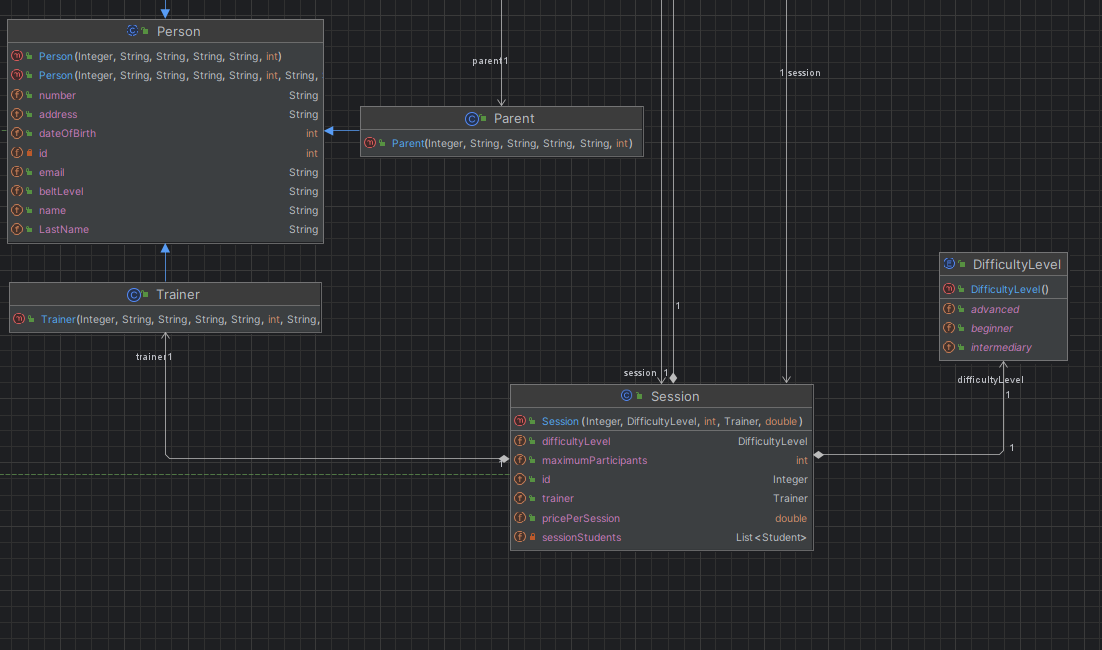 Person
Person(Integer, String, String, String, String, int)
Person(Integer, String, String, String, String, int, String,
number String
address String
dateOfBirth int
id int
email String
beltLevel String
name String
LastName String
parent 1
1 session
Parent
Parent(Integer, String, String, String, String, int)
Trainer
Trainer(Integer, String, String, String, String, int, String,
trainer 1
1
DifficultyLevel
DifficultyLevel()
advanced
beginner
intermediary
difficultyLevel
1
1
1
session 1
Session
Session(Integer, DifficultyLevel, int, Trainer, double)
difficultyLevel DifficultyLevel
maximumParticipants int
id Integer
trainer Trainer
pricePerSession double
sessionStudents List<Student>